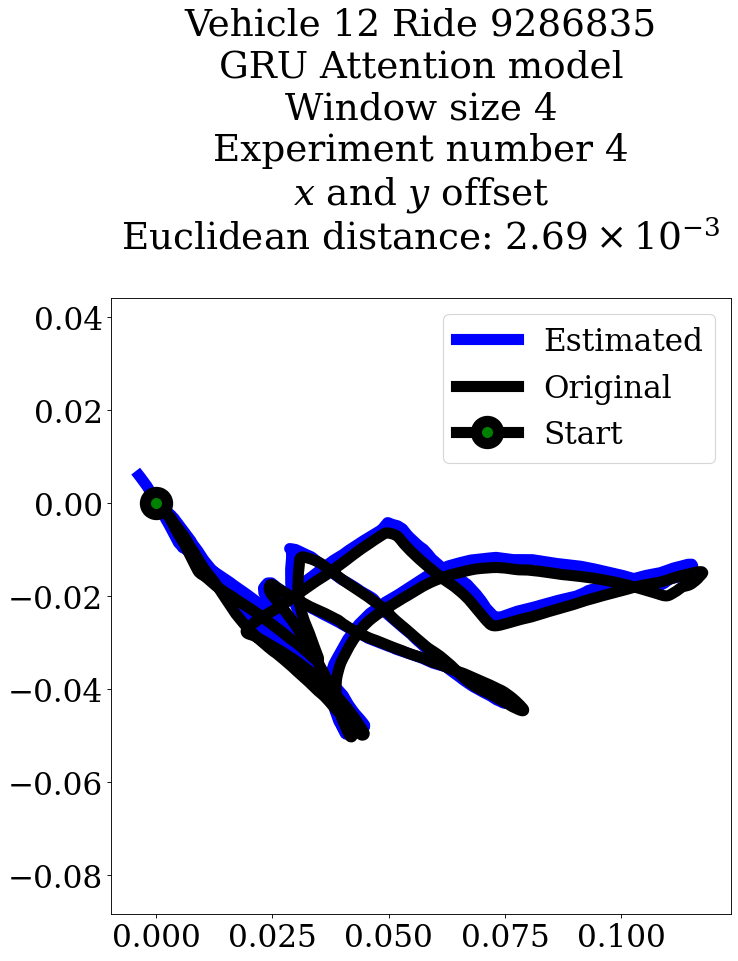 Vehicle 12 Ride 9286835
GRU Attention model
Window size 4
Experiment number 4
x and y offset
Euclidean distance: 2.69 × 10⁻³
Estimated
Original
Start
0.04
0.02
0.00
−0.02
−0.04
−0.06
−0.08
0.000 0.025 0.050 0.075 0.100